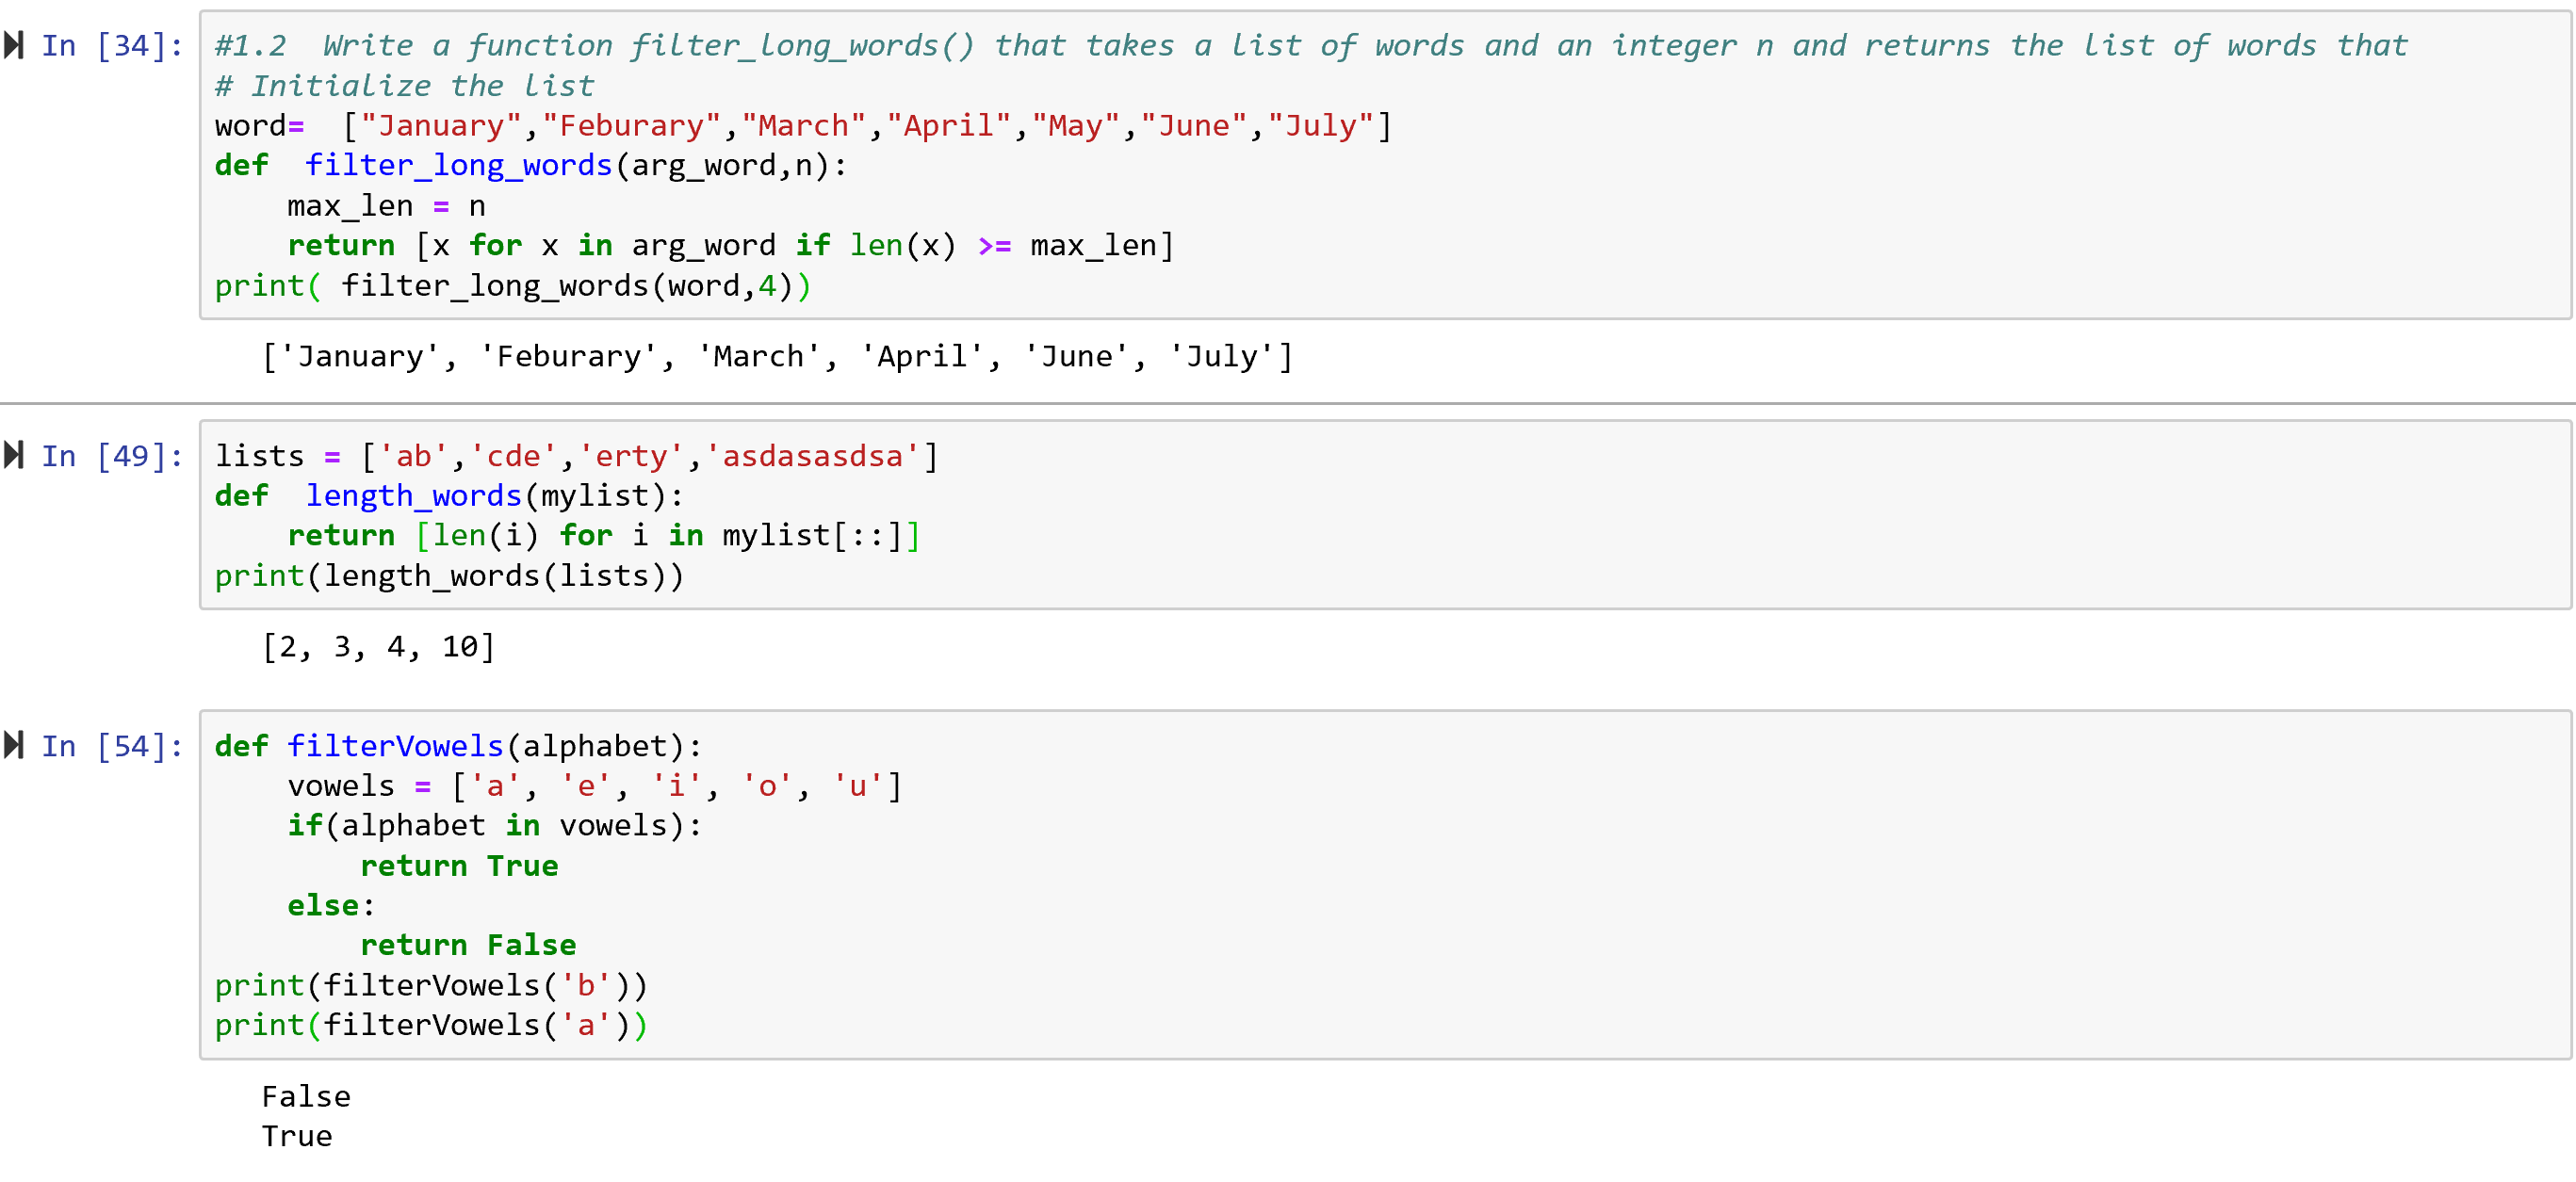 In [34]: #1.2  Write a function filter_long_words() that takes a list of words and an integer n and returns the list of words that
# Initialize the list
word=  ["January","Feburary","March","April","May","June","July"]
def  filter_long_words(arg_word,n):
    max_len = n
    return [x for x in arg_word if len(x) >= max_len]
print( filter_long_words(word,4))
['January', 'Feburary', 'March', 'April', 'June', 'July']
In [49]: lists = ['ab','cde','erty','asdasasdsa']
def  length_words(mylist):
    return [len(i) for i in mylist[::]]
print(length_words(lists))
[2, 3, 4, 10]
In [54]: def filterVowels(alphabet):
    vowels = ['a', 'e', 'i', 'o', 'u']
    if(alphabet in vowels):
        return True
    else:
        return False
print(filterVowels('b'))
print(filterVowels('a'))
False
True